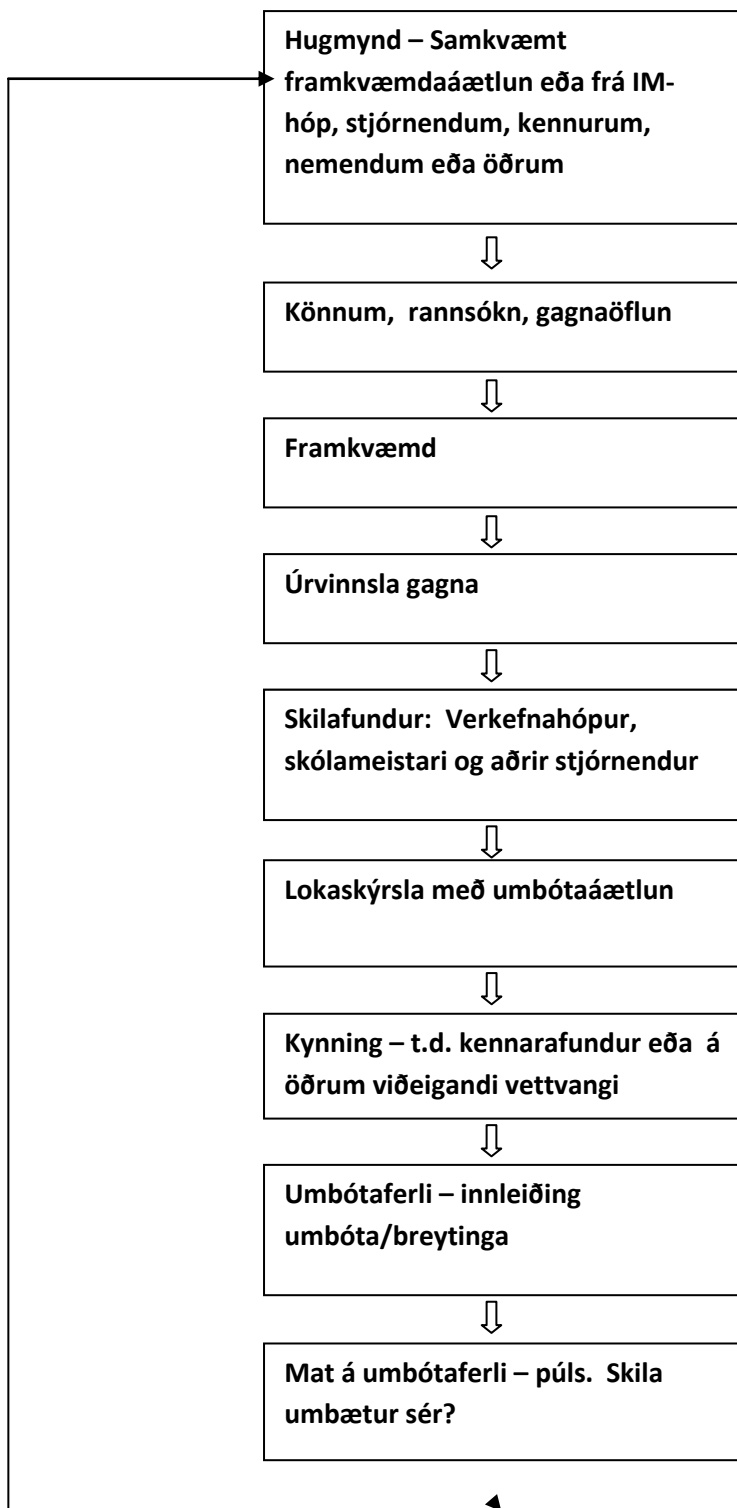 Hugmynd – Samkvæmt
framkvæmdaáætlun eða frá IM-
hóp, stjórnendum, kennurum,
nemendum eða öðrum
Könnum, rannsókn, gagnaöflun
Framkvæmd
Úrvinnsla gagna
Skilafundur: Verkefnahópur,
skólameistari og aðrir stjórnendur
Lokaskýrsla með umbótaáætlun
Kynning – t.d. kennarafundur eða á
öðrum viðeigandi vettvangi
Umbótaferli – innleiðing
umbóta/breytinga
Mat á umbótaferli – púls. Skila
umbætur sér?